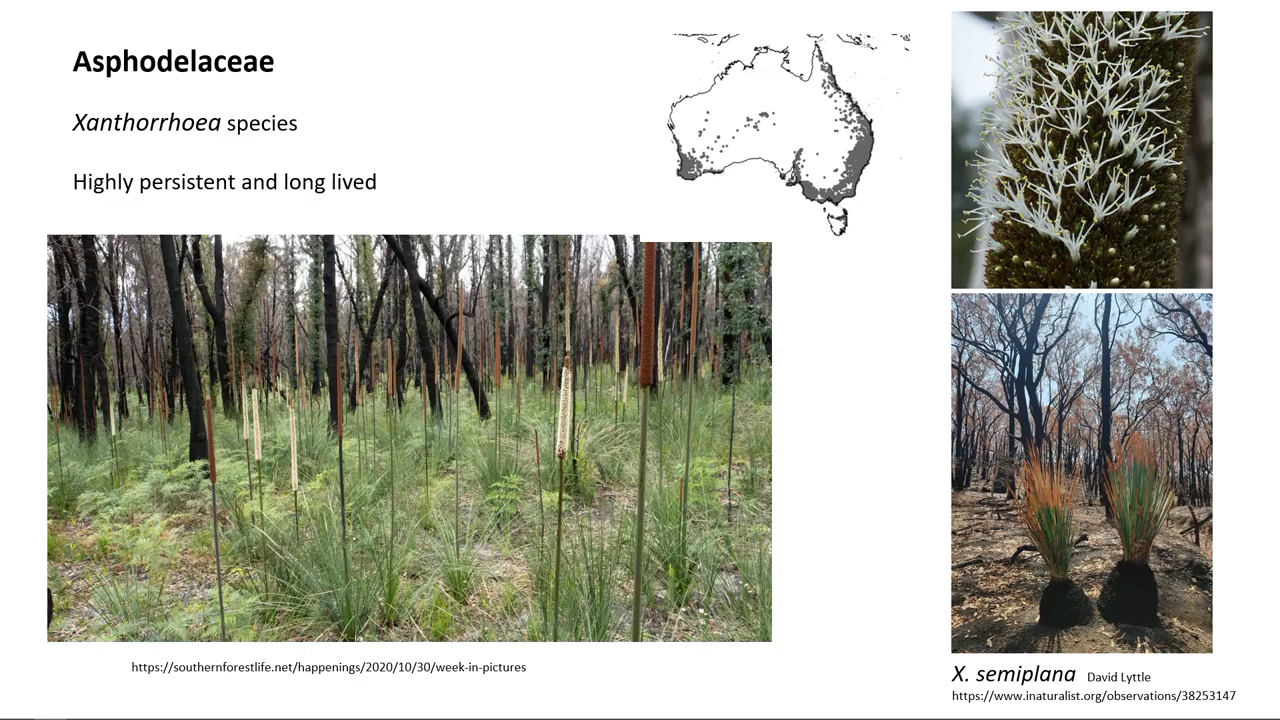 Asphodelaceae
Xanthorrhoea species
Highly persistent and long lived
https://southernforestlife.net/happenings/2020/10/30/week-in-pictures
X. semiplana David Lyttle
https://www.inaturalist.org/observations/38253147